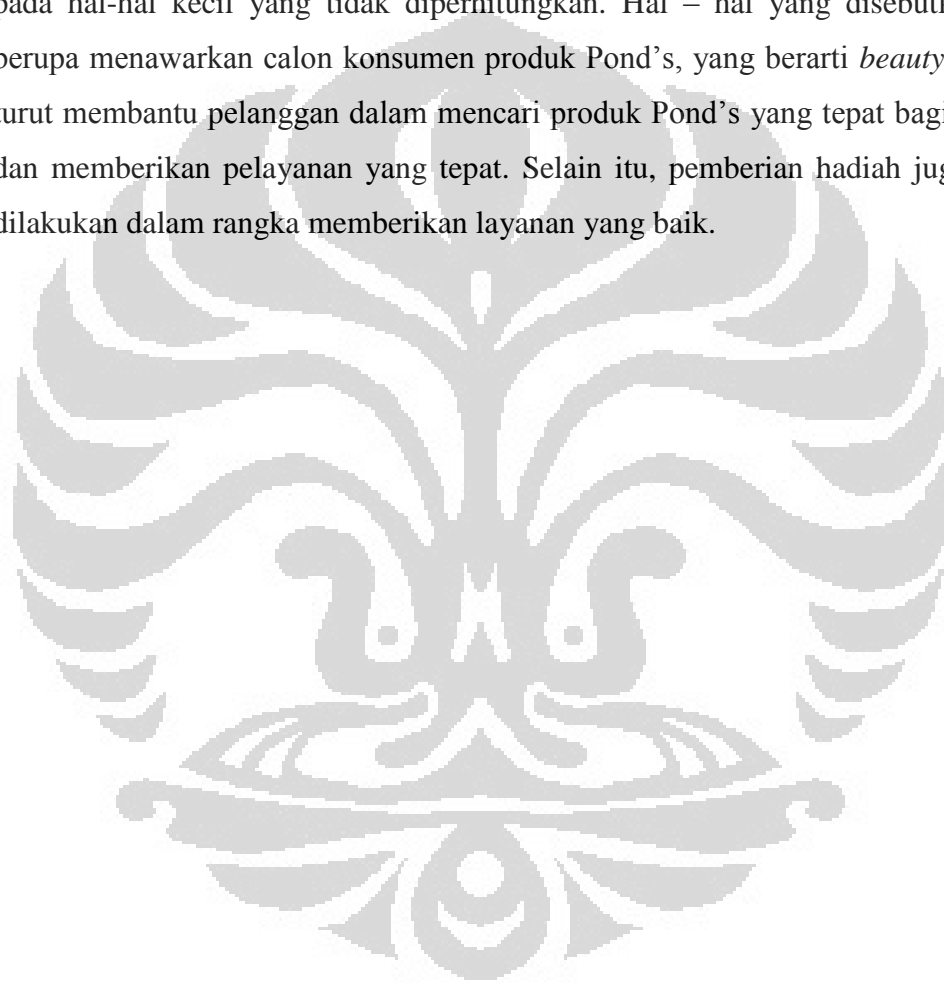 pada hal-hal kecil yang tidak diperhitungkan. Hal – hal yang disebutk
berupa menawarkan calon konsumen produk Pond’s, yang berarti beauty
turut membantu pelanggan dalam mencari produk Pond’s yang tepat bagi
dan memberikan pelayanan yang tepat. Selain itu, pemberian hadiah jug
dilakukan dalam rangka memberikan layanan yang baik.